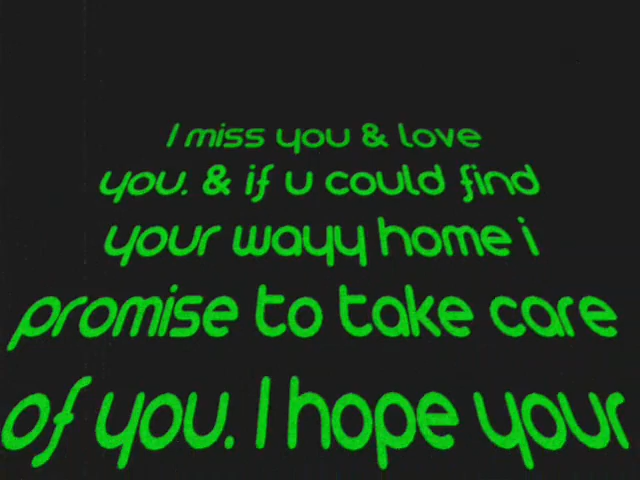 I miss you & love
you. & if u could find
your wayy home i
promise to take care
of you. I hope your